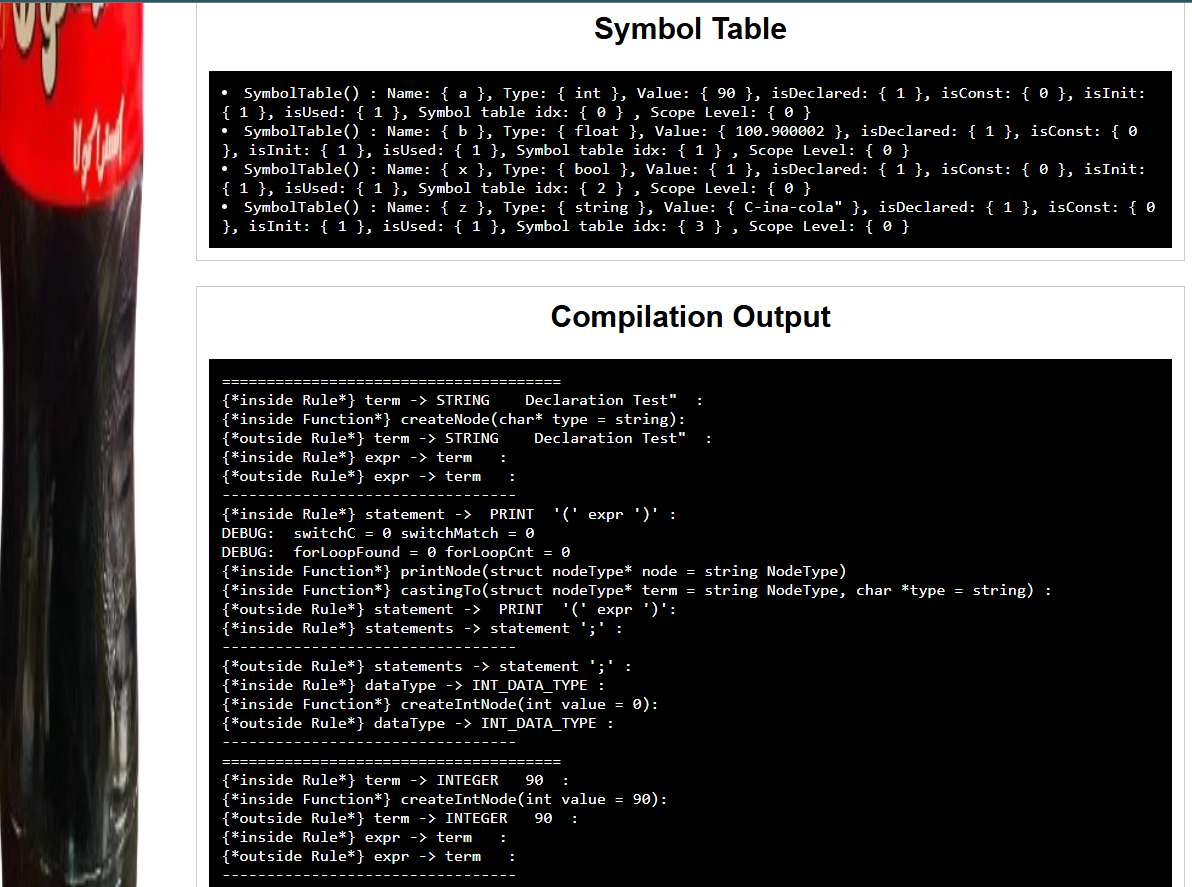 Symbol Table
• SymbolTable() : Name: { a }, Type: { int }, Value: { 90 }, isDeclared: { 1 }, isConst: { 0 }, isInit:
{ 1 }, isUsed: { 1 }, Symbol table idx: { 0 } , Scope Level: { 0 }
• SymbolTable() : Name: { b }, Type: { float }, Value: { 100.900002 }, isDeclared: { 1 }, isConst: { 0
}, isInit: { 1 }, isUsed: { 1 }, Symbol table idx: { 1 } , Scope Level: { 0 }
• SymbolTable() : Name: { x }, Type: { bool }, Value: { 1 }, isDeclared: { 1 }, isConst: { 0 }, isInit:
{ 1 }, isUsed: { 1 }, Symbol table idx: { 2 } , Scope Level: { 0 }
• SymbolTable() : Name: { z }, Type: { string }, Value: { C-ina-cola" }, isDeclared: { 1 }, isConst: { 0
}, isInit: { 1 }, isUsed: { 1 }, Symbol table idx: { 3 } , Scope Level: { 0 }
Compilation Output
======================================
{*inside Rule*} term -> STRING    Declaration Test"  :
{*inside Function*} createNode(char* type = string):
{*outside Rule*} term -> STRING    Declaration Test"  :
{*inside Rule*} expr -> term   :
{*outside Rule*} expr -> term   :
---------------------------------
{*inside Rule*} statement ->  PRINT  '(' expr ')' :
DEBUG:  switchC = 0 switchMatch = 0
DEBUG:  forLoopFound = 0 forLoopCnt = 0
{*inside Function*} printNode(struct nodeType* node = string NodeType)
{*inside Function*} castingTo(struct nodeType* term = string NodeType, char *type = string) :
{*outside Rule*} statement ->  PRINT  '(' expr ')':
{*inside Rule*} statements -> statement ';' :
---------------------------------
{*outside Rule*} statements -> statement ';' :
{*inside Rule*} dataType -> INT_DATA_TYPE :
{*inside Function*} createIntNode(int value = 0):
{*outside Rule*} dataType -> INT_DATA_TYPE :
---------------------------------
======================================
{*inside Rule*} term -> INTEGER   90  :
{*inside Function*} createIntNode(int value = 90):
{*outside Rule*} term -> INTEGER   90  :
{*inside Rule*} expr -> term   :
{*outside Rule*} expr -> term   :
---------------------------------